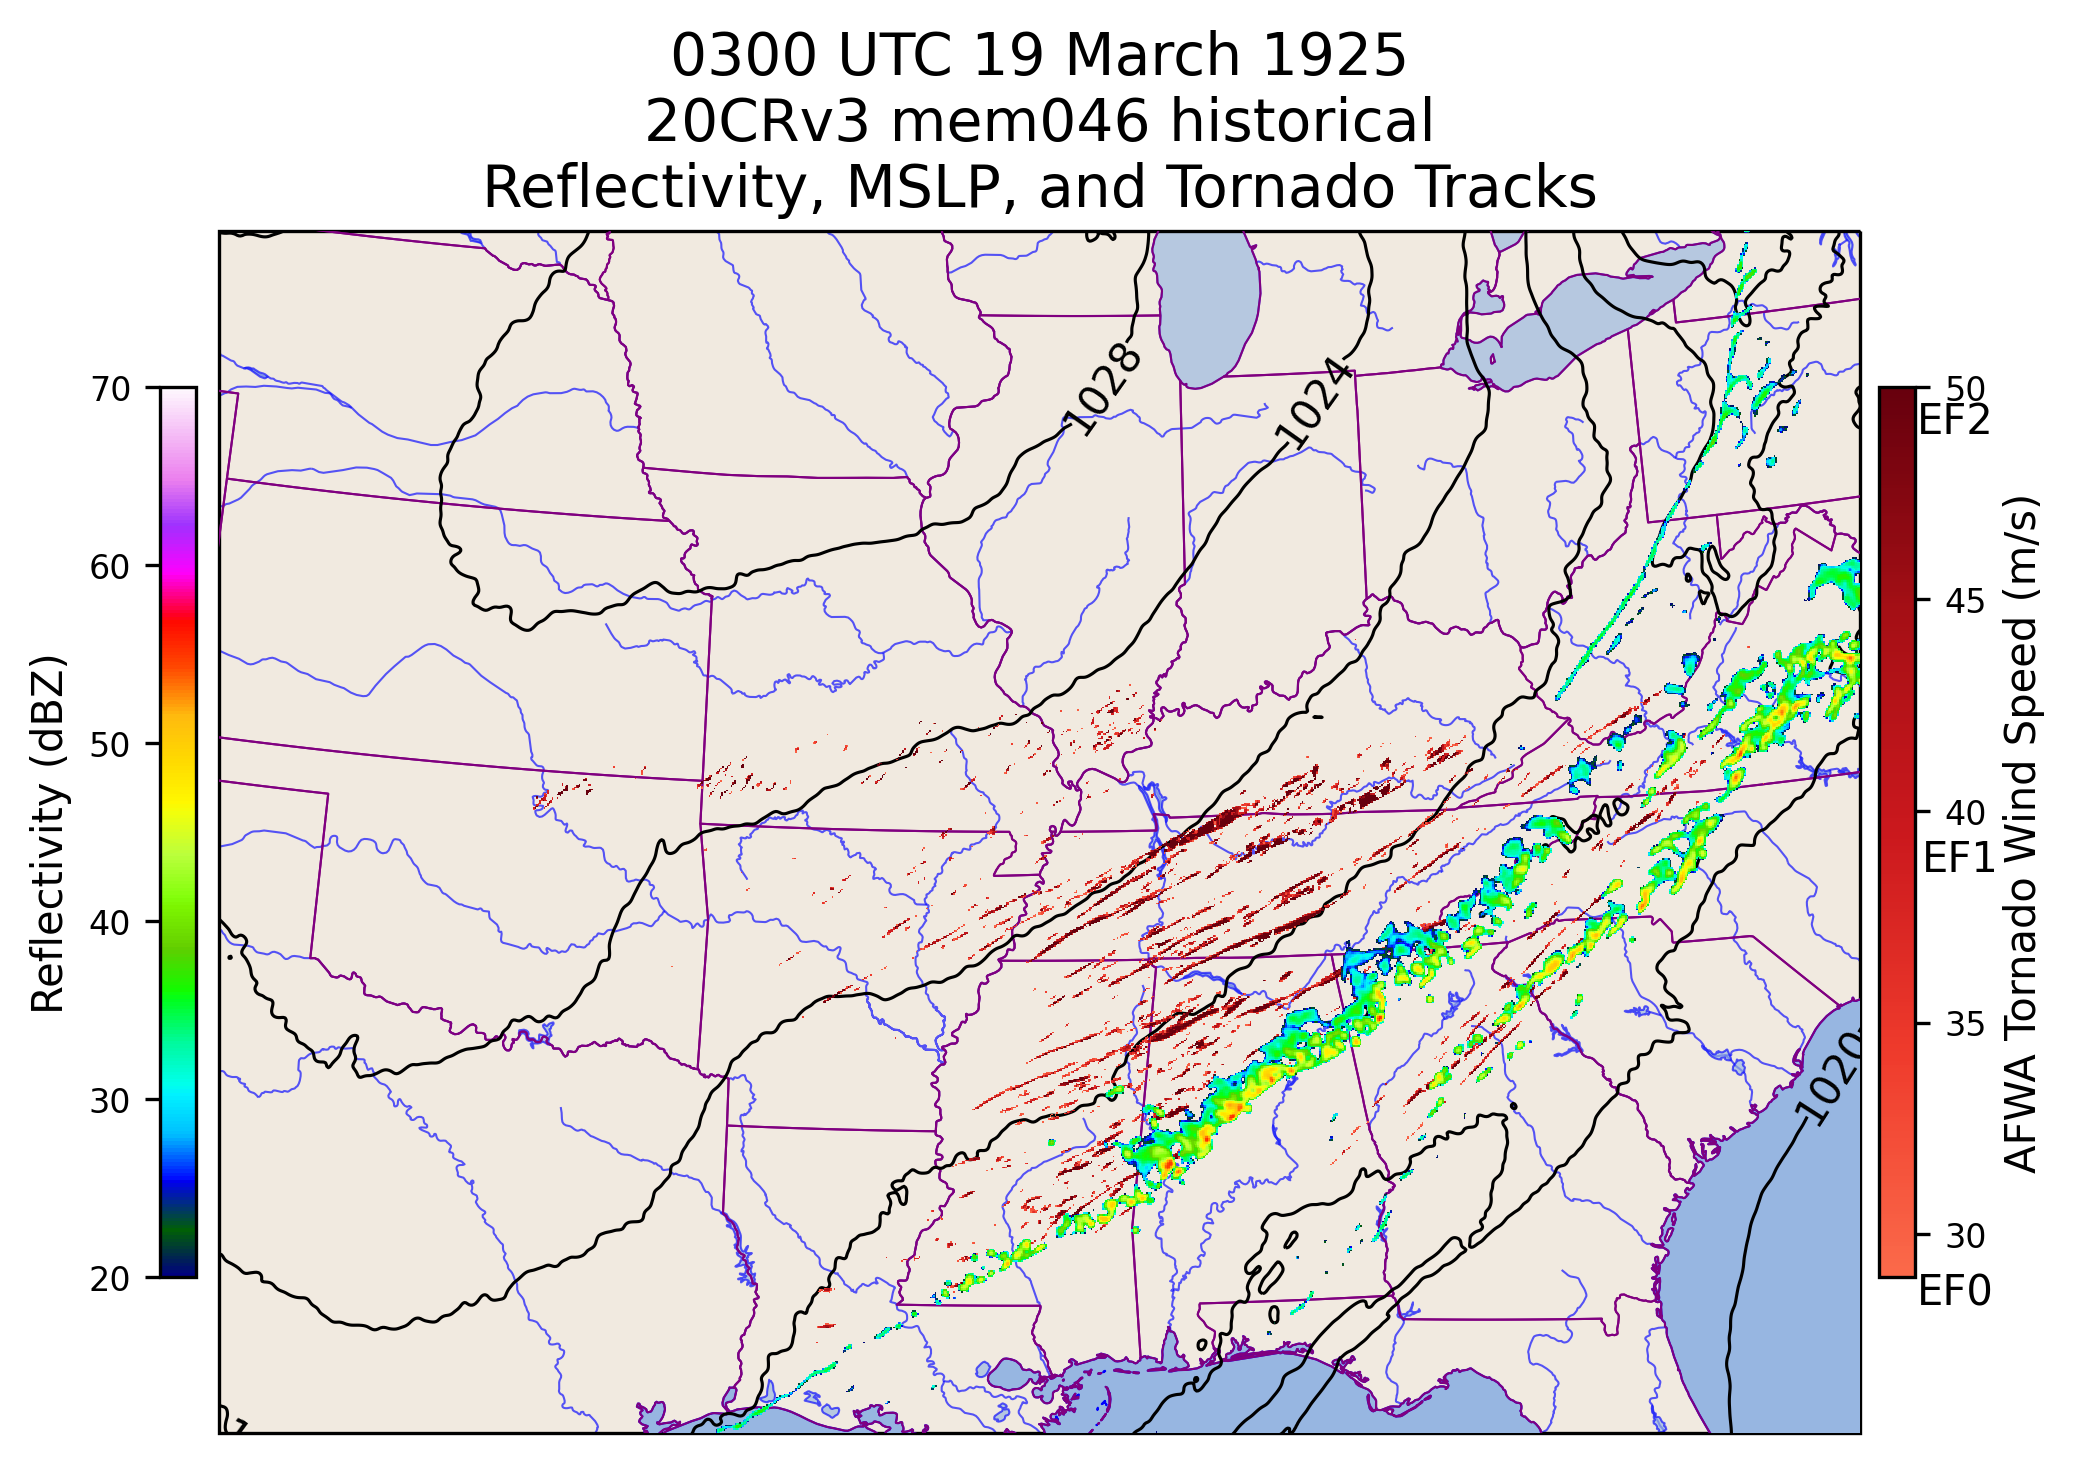 0300 UTC 19 March 1925
20CRv3 mem046 historical
Reflectivity, MSLP, and Tornado Tracks
Reflectivity (dBZ)
70
60
50
40
30
20
1028
1024
1020
50
EF2
45
40
EF1
35
30
EF0
AFWA Tornado Wind Speed (m/s)